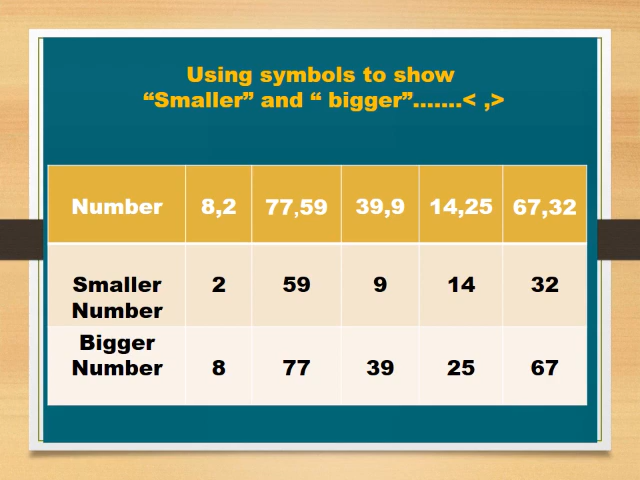 Using symbols to show
“Smaller” and “ bigger”.......< ,>
Number 8,2 77,59 39,9 14,25 67,32
Smaller Number 2 59 9 14 32
Bigger Number 8 77 39 25 67